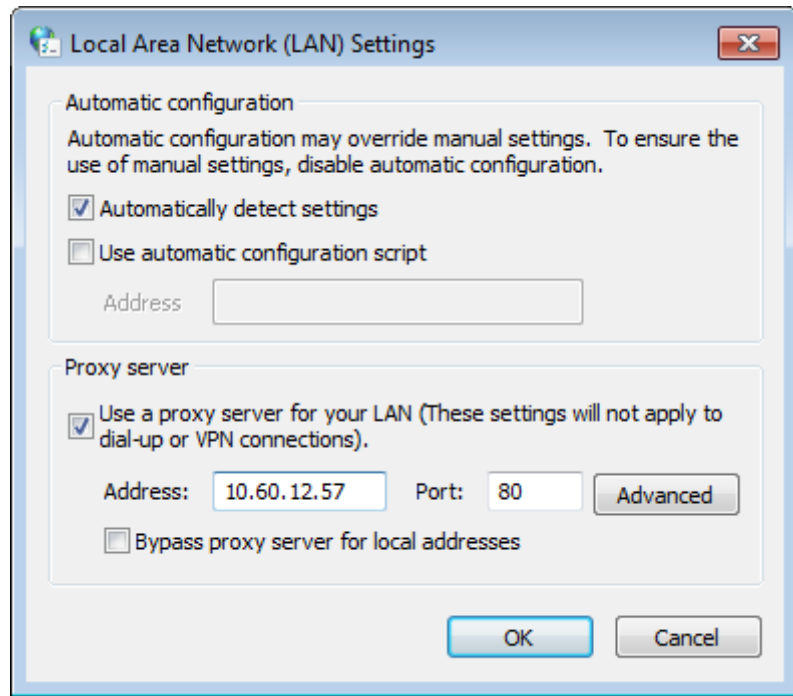 Local Area Network (LAN) Settings
Automatic configuration
Automatic configuration may override manual settings.  To ensure the
use of manual settings, disable automatic configuration.
Automatically detect settings
Use automatic configuration script
Address
Proxy server
Use a proxy server for your LAN (These settings will not apply to
dial-up or VPN connections).
Address: 10.60.12.57 Port: 80 Advanced
Bypass proxy server for local addresses
OK Cancel